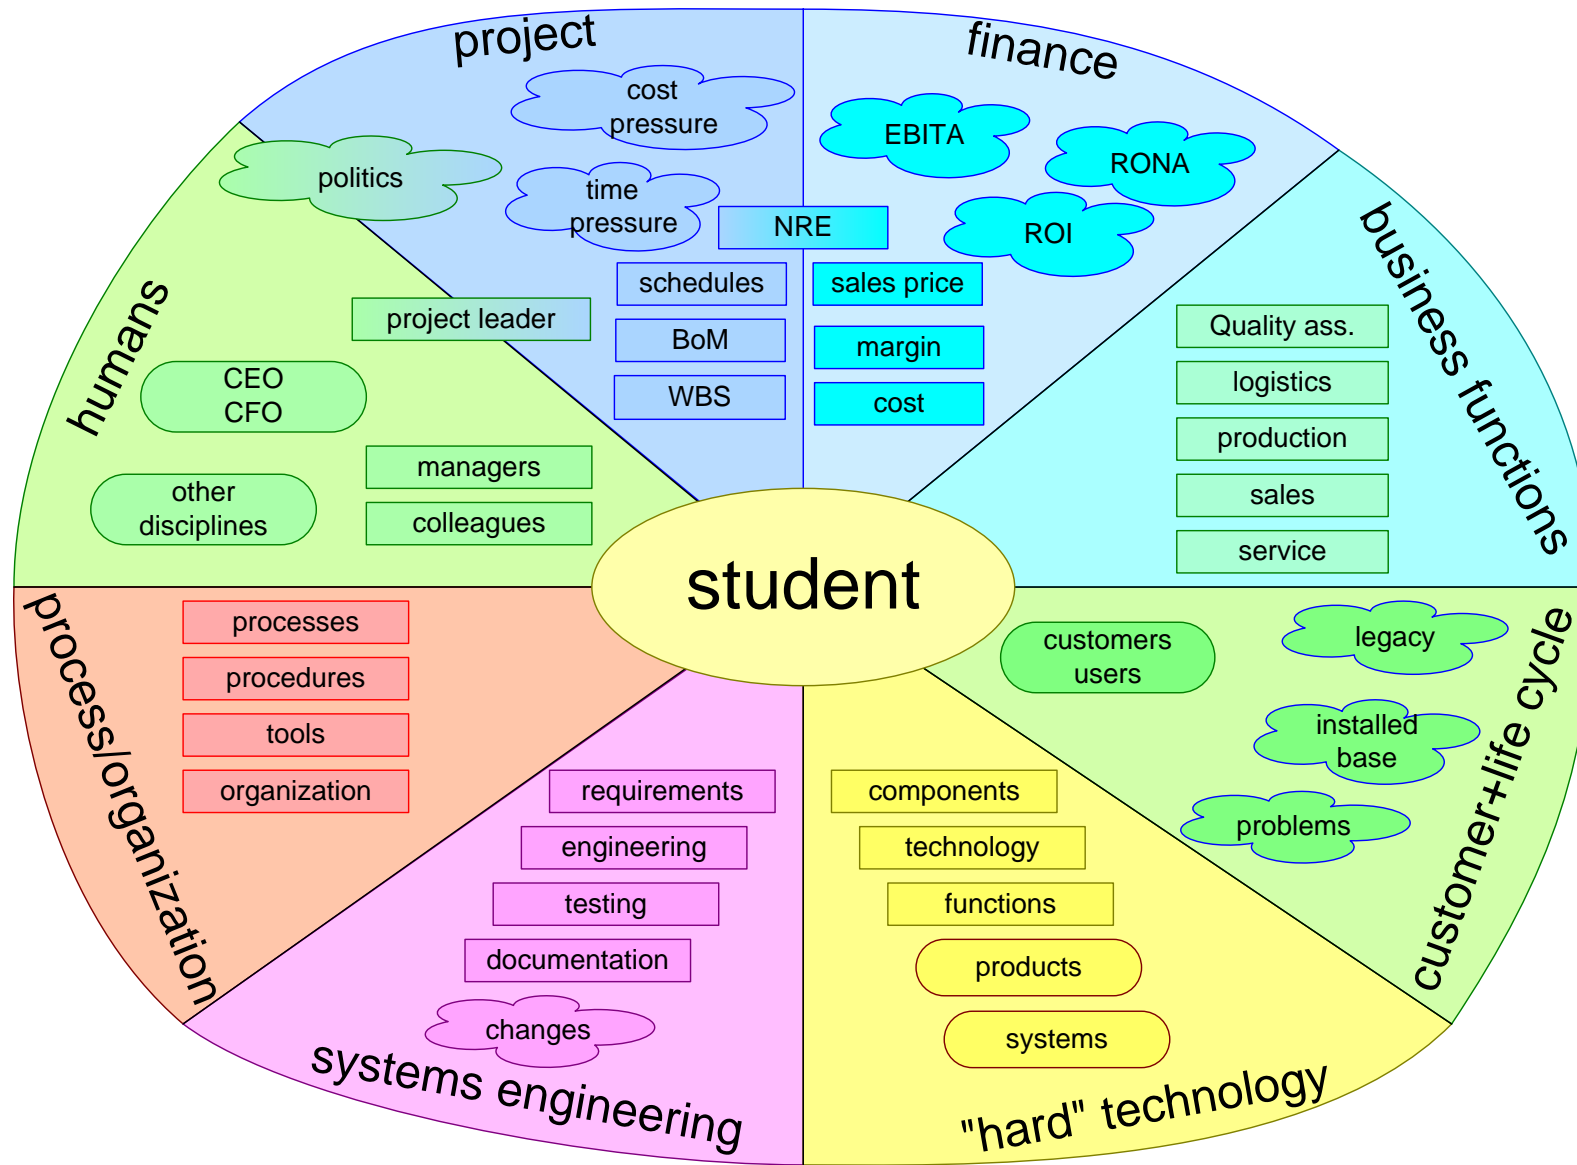 project
cost
pressure
time
pressure
politics
NRE
schedules
BoM
WBS
project leader
finance
EBITA
RONA
ROI
sales price
margin
cost
business functions
Quality ass.
logistics
production
sales
service
humans
CEO
CFO
managers
other
disciplines
colleagues
student
process/organization
processes
procedures
tools
organization
systems engineering
requirements
engineering
testing
documentation
changes
"hard" technology
components
technology
functions
products
systems
customer+life cycle
customers
users
legacy
installed
base
problems